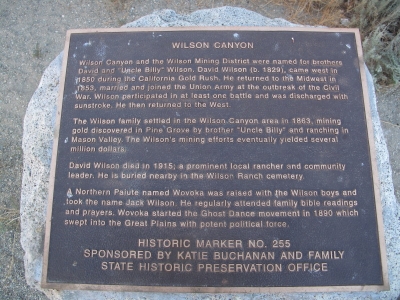 WILSON CANYON
Wilson Canyon and the Wilson Mining District were named for brothers
David and "Uncle Billy" Wilson. David Wilson (b. 1829), came west in
1850 during the California Gold Rush. He returned to the Midwest in
1853, married and joined the Union Army at the outbreak of the Civil
War. Wilson participated in at least one battle and was discharged with
sunstroke. He then returned to the West.
The Wilson family settled in the Wilson Canyon area in 1863, mining
gold discovered in Pine Grove by brother "Uncle Billy" and ranching in
Mason Valley. The Wilson's mining efforts eventually yielded several
million dollars.
David Wilson died in 1915; a prominent local rancher and community
leader. He is buried nearby in the Wilson Ranch cemetery.
A Northern Paiute named Wovoka was raised with the Wilson boys and
took the name Jack Wilson. He regularly attended family bible readings
and prayers. Wovoka started the Ghost Dance movement in 1890 which
swept into the Great Plains with potent political force.
HISTORIC MARKER NO. 255
SPONSORED BY KATIE BUCHANAN AND FAMILY
STATE HISTORIC PRESERVATION OFFICE